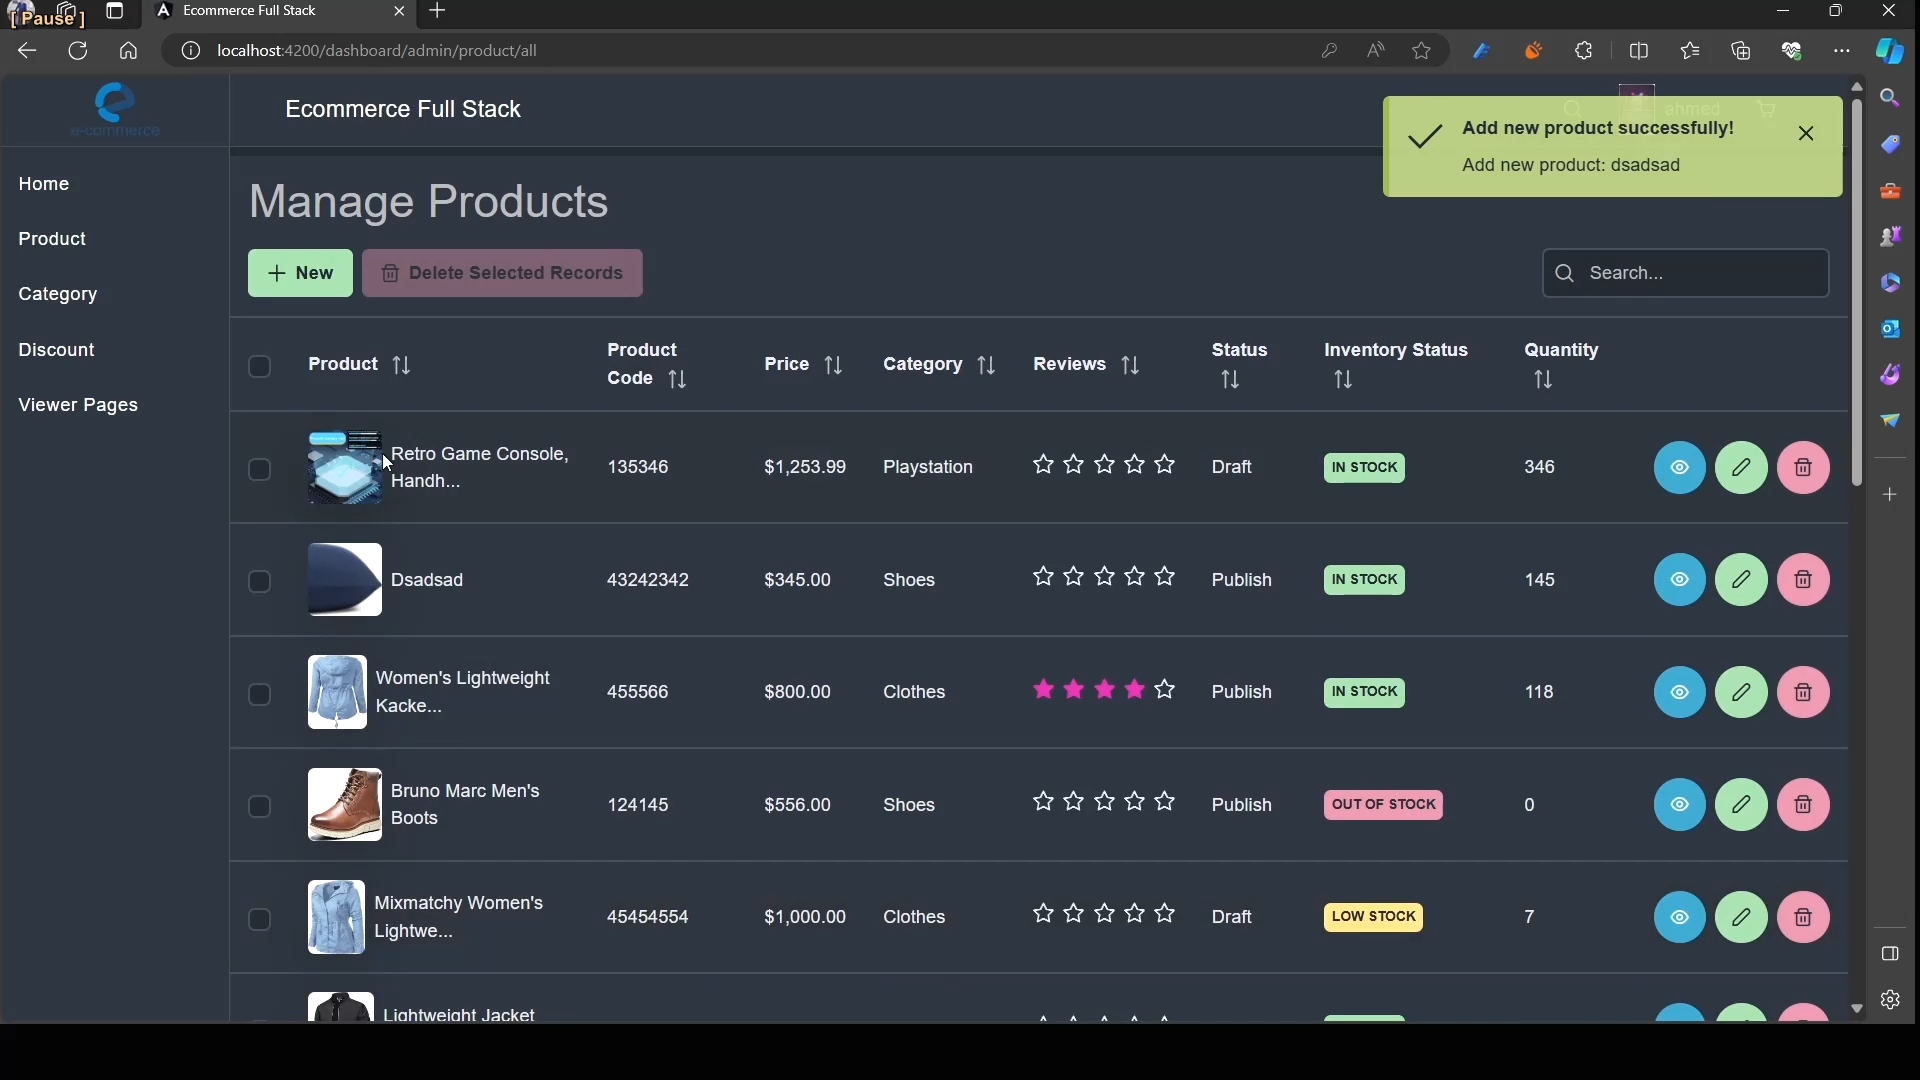 [ Pause ]
Ecommerce Full Stack
localhost:4200/dashboard/admin/product/all
e-commerce
Ecommerce Full Stack
ahmed
Add new product successfully!
Add new product: dsadsad
Home
Product
Category
Discount
Viewer Pages
Manage Products
New
Delete Selected Records
Search...
Product
Product Code
Price
Category
Reviews
Status
Inventory Status
Quantity
Retro Game Console,
Handh...
135346
$1,253.99
Playstation
Draft
IN STOCK
346
Dsadsad
43242342
$345.00
Shoes
Publish
IN STOCK
145
Women's Lightweight
Kacke...
455566
$800.00
Clothes
Publish
IN STOCK
118
Bruno Marc Men's
Boots
124145
$556.00
Shoes
Publish
OUT OF STOCK
0
Mixmatchy Women's
Lightwe...
45454554
$1,000.00
Clothes
Draft
LOW STOCK
7
Lightweight Jacket